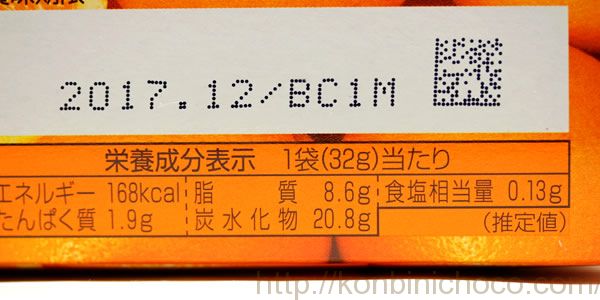 2017.12/BC1M
栄養成分表示 1袋(32g)当たり
エネルギー 168kcal 脂質 8.6g 食塩相当量 0.13g
たんぱく質 1.9g 炭水化物 20.8g (推定値)
http://konbinichoco.com/